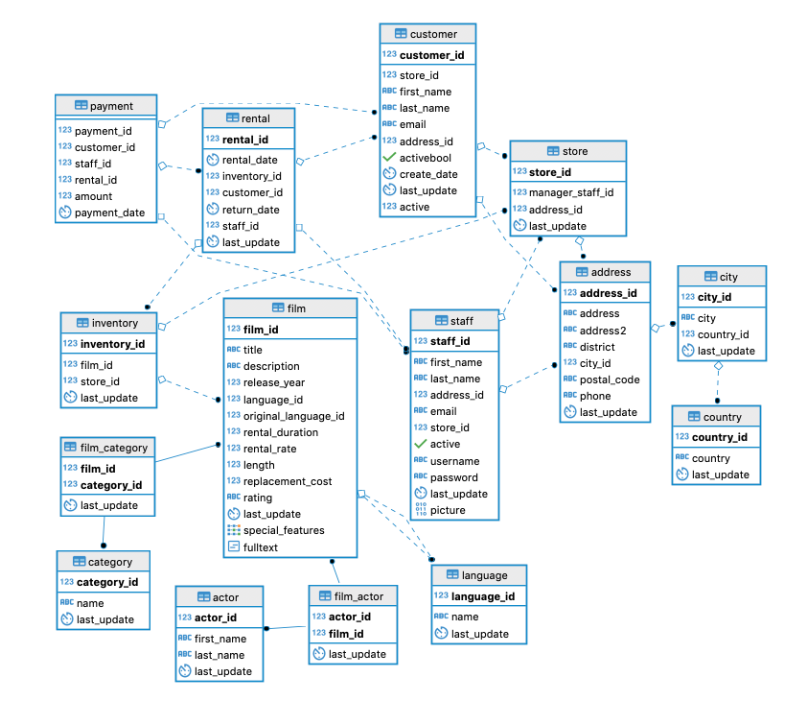 customer
123 customer_id
123 store_id
ABC first_name
ABC last_name
ABC email
123 address_id
activebool
create_date
last_update
123 active
payment
123 payment_id
123 customer_id
123 staff_id
123 rental_id
123 amount
payment_date
rental
123 rental_id
rental_date
123 inventory_id
123 customer_id
return_date
123 staff_id
last_update
store
123 store_id
123 manager_staff_id
123 address_id
last_update
address
123 address_id
ABC address
ABC address2
ABC district
123 city_id
ABC postal_code
ABC phone
last_update
city
123 city_id
ABC city
123 country_id
last_update
inventory
123 inventory_id
123 film_id
123 store_id
last_update
film
123 film_id
ABC title
ABC description
123 release_year
123 language_id
123 original_language_id
123 rental_duration
123 rental_rate
123 length
123 replacement_cost
ABC rating
last_update
special_features
fulltext
staff
123 staff_id
ABC first_name
ABC last_name
123 address_id
ABC email
123 store_id
active
ABC username
ABC password
last_update
010 011 110 picture
country
123 country_id
ABC country
last_update
film_category
123 film_id
123 category_id
last_update
category
123 category_id
ABC name
last_update
actor
123 actor_id
ABC first_name
ABC last_name
last_update
film_actor
123 actor_id
123 film_id
last_update
language
123 language_id
ABC name
last_update